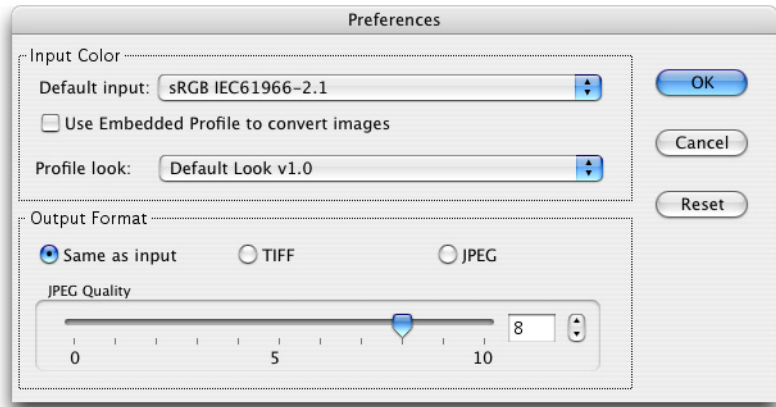 Preferences
Input Color
Default input: sRGB IEC61966-2.1
Use Embedded Profile to convert images
Profile look: Default Look v1.0
OK
Cancel
Reset
Output Format
Same as input TIFF JPEG
JPEG Quality
8
0 5 10